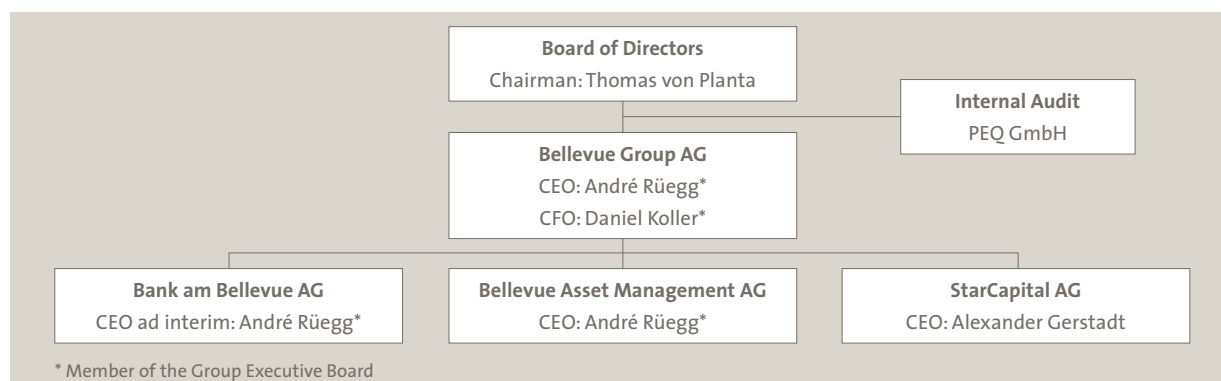 Board of Directors
Chairman: Thomas von Planta
Internal Audit
PEQ GmbH
Bellevue Group AG
CEO: André Rüegg*
CFO: Daniel Koller*
Bank am Bellevue AG
CEO ad interim: André Rüegg*
Bellevue Asset Management AG
CEO: André Rüegg*
StarCapital AG
CEO: Alexander Gerstadt
* Member of the Group Executive Board